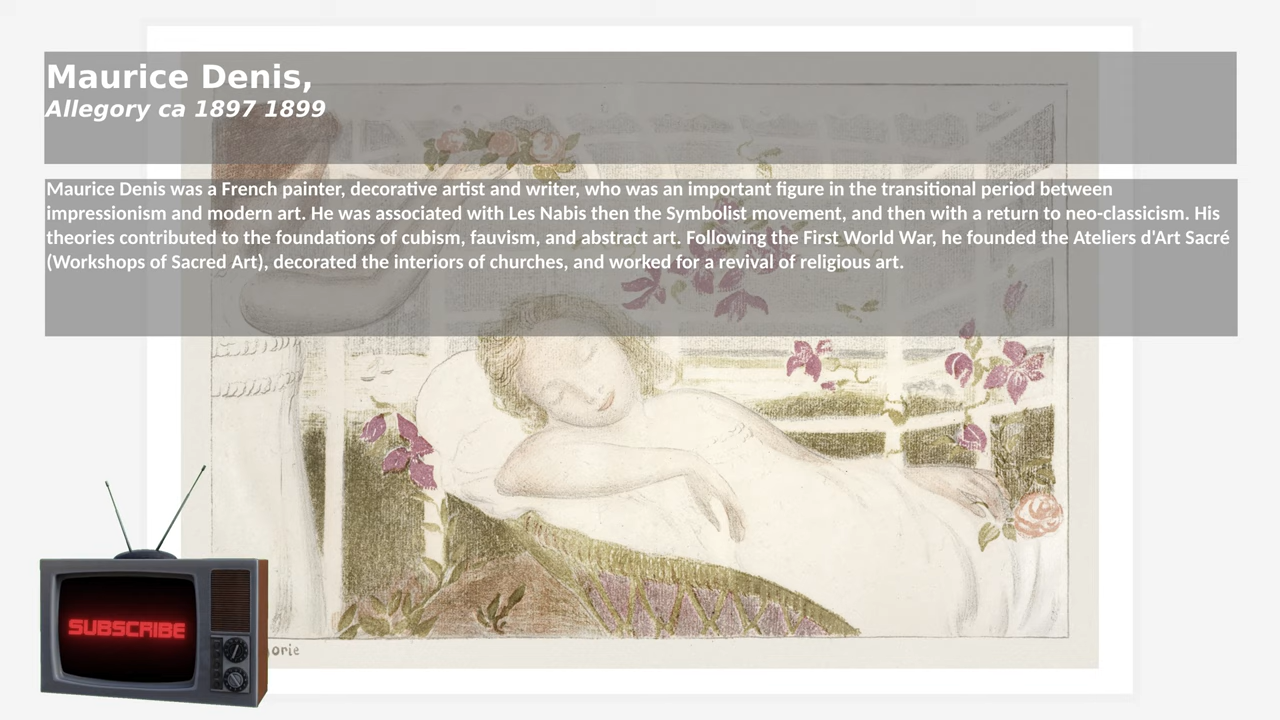 Maurice Denis,
Allegory ca 1897 1899
Maurice Denis was a French painter, decorative artist and writer, who was an important figure in the transitional period between
impressionism and modern art. He was associated with Les Nabis then the Symbolist movement, and then with a return to neo-classicism. His
theories contributed to the foundations of cubism, fauvism, and abstract art. Following the First World War, he founded the Ateliers d'Art Sacré
(Workshops of Sacred Art), decorated the interiors of churches, and worked for a revival of religious art.
SUBSCRIBE